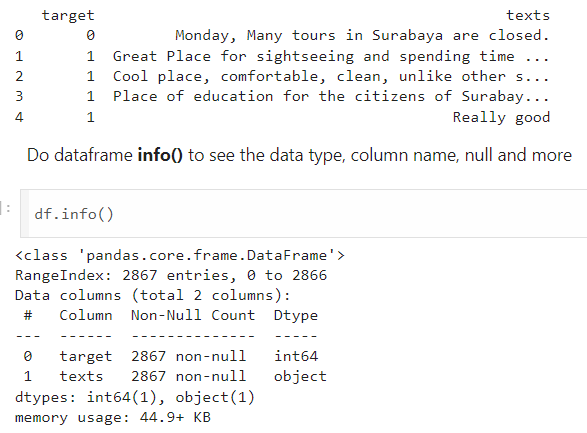 target texts
0 0 Monday, Many tours in Surabaya are closed.
1 1 Great Place for sightseeing and spending time ...
2 1 Cool place, comfortable, clean, unlike other s...
3 1 Place of education for the citizens of Surabay...
4 1 Really good
Do dataframe info() to see the data type, column name, null and more
]:
df.info()
<class 'pandas.core.frame.DataFrame'>
RangeIndex: 2867 entries, 0 to 2866
Data columns (total 2 columns):
# Column Non-Null Count Dtype
--- ------ -------------- -----
0 target 2867 non-null int64
1 texts 2867 non-null object
dtypes: int64(1), object(1)
memory usage: 44.9+ KB